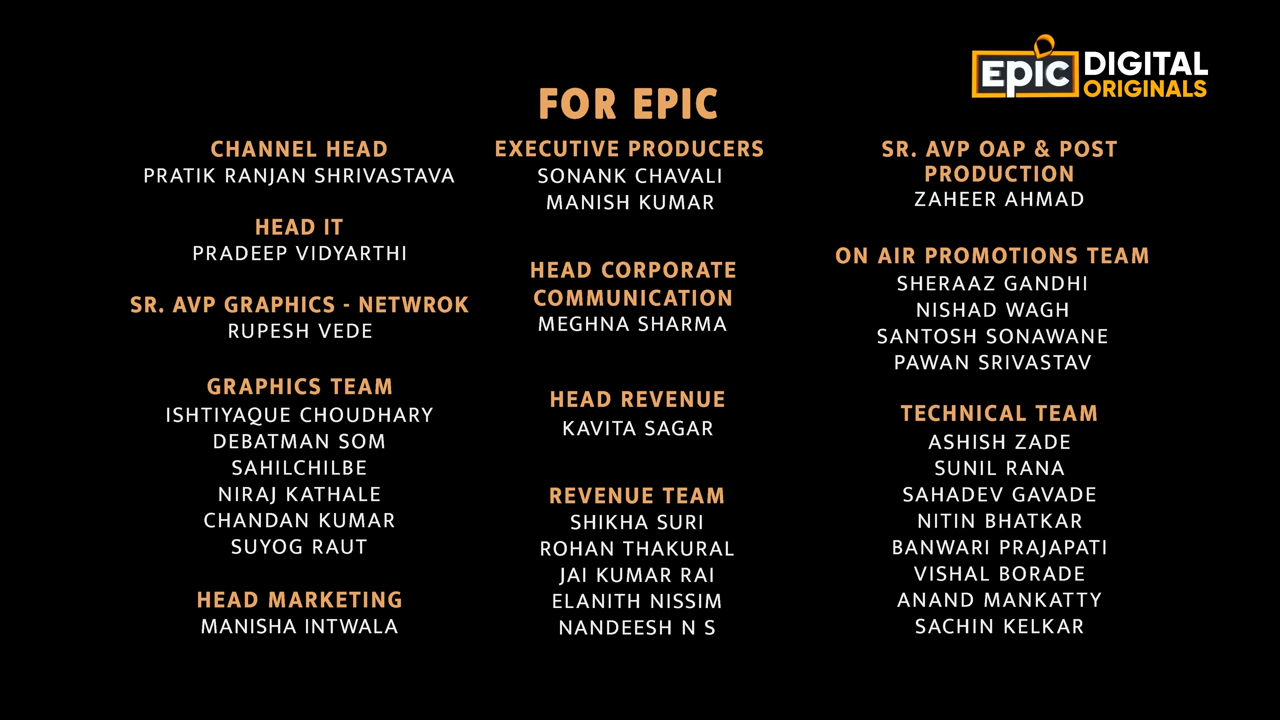 EPIC DIGITAL
ORIGINALS
FOR EPIC
CHANNEL HEAD
PRATIK RANJAN SHRIVASTAVA
HEAD IT
PRADEEP VIDYARTHI
SR. AVP GRAPHICS - NETWROK
RUPESH VEDE
GRAPHICS TEAM
ISHTIYAQUE CHOUDHARY
DEBATMAN SOM
SAHILCHILBE
NIRAJ KATHALE
CHANDAN KUMAR
SUYOG RAUT
HEAD MARKETING
MANISHA INTWALA
EXECUTIVE PRODUCERS
SONANK CHAVALI
MANISH KUMAR
HEAD CORPORATE
COMMUNICATION
MEGHNA SHARMA
HEAD REVENUE
KAVITA SAGAR
REVENUE TEAM
SHIKHA SURI
ROHAN THAKURAL
JAI KUMAR RAI
ELANITH NISSIM
NANDEESH N S
SR. AVP OAP & POST
PRODUCTION
ZAHEER AHMAD
ON AIR PROMOTIONS TEAM
SHERAAZ GANDHI
NISHAD WAGH
SANTOSH SONAWANE
PAWAN SRIVASTAV
TECHNICAL TEAM
ASHISH ZADE
SUNIL RANA
SAHADEV GAVADE
NITIN BHATKAR
BANWARI PRAJAPATI
VISHAL BORADE
ANAND MANKATTY
SACHIN KELKAR